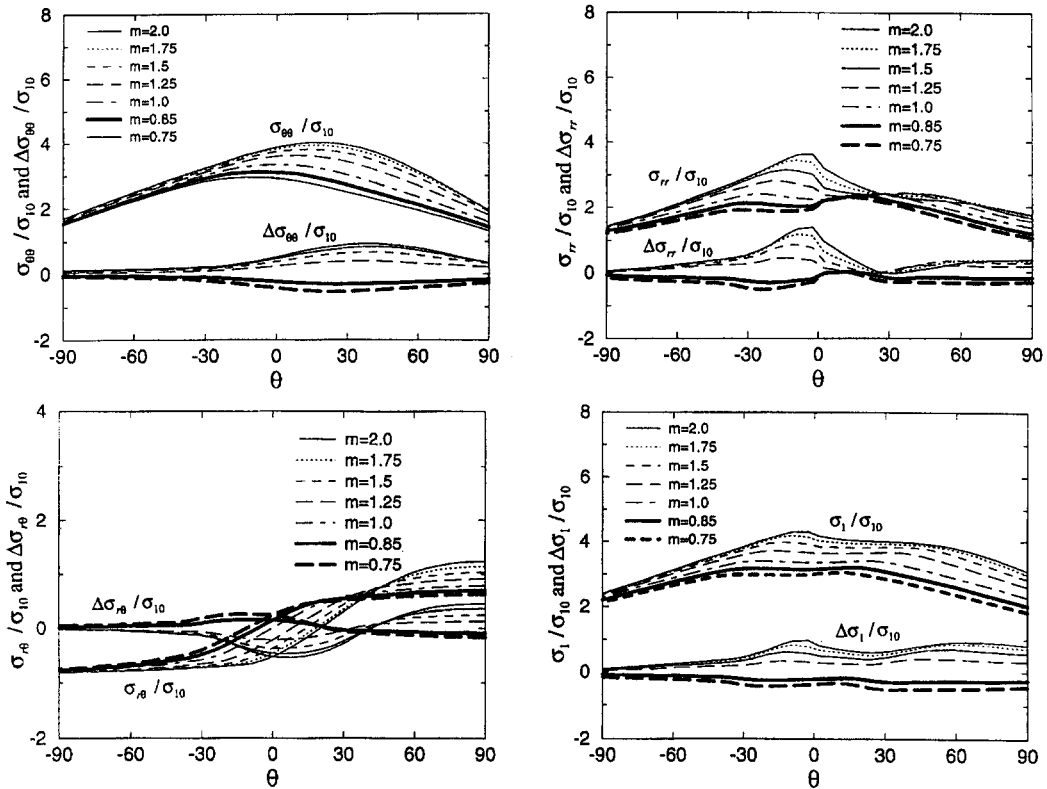 σθθ /σ10 and Δσθθ /σ10
8
6
4
2
0
-2
m=2.0
m=1.75
m=1.5
m=1.25
m=1.0
m=0.85
m=0.75
σθθ /σ10
Δσθθ /σ10
-90 -60 -30 0 30 60 90
θ
σrr /σ10 and Δσrr /σ10
8
6
4
2
0
-2
m=2.0
m=1.75
m=1.5
m=1.25
m=1.0
m=0.85
m=0.75
σrr /σ10
Δσrr /σ10
-90 -60 -30 0 30 60 90
θ
σrθ /σ10 and Δσrθ /σ10
4
2
0
-2
m=2.0
m=1.75
m=1.5
m=1.25
m=1.0
m=0.85
m=0.75
Δσrθ /σ10
σrθ /σ10
-90 -60 -30 0 30 60 90
θ
σ1 /σ10 and Δσ1 /σ10
8
6
4
2
0
-2
m=2.0
m=1.75
m=1.5
m=1.25
m=1.0
m=0.85
m=0.75
σ1 /σ10
Δσ1 /σ10
-90 -60 -30 0 30 60 90
θ